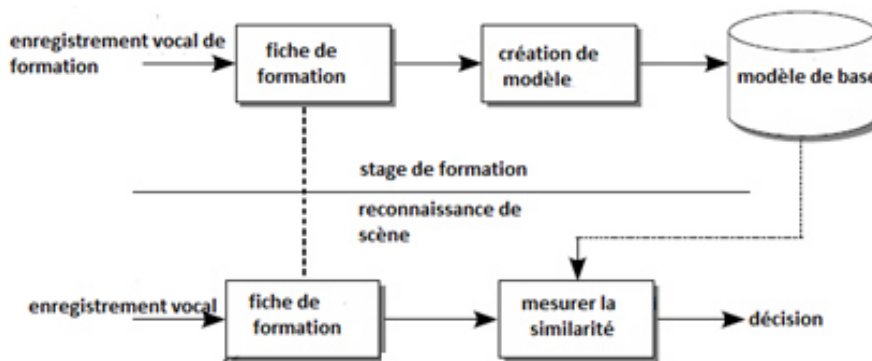 enregistrement vocal de
formation
fiche de
formation
création de
modèle
modèle de base
stage de formation
reconnaissance de
scène
enregistrement vocal
fiche de
formation
mesurer la
similarité
décision